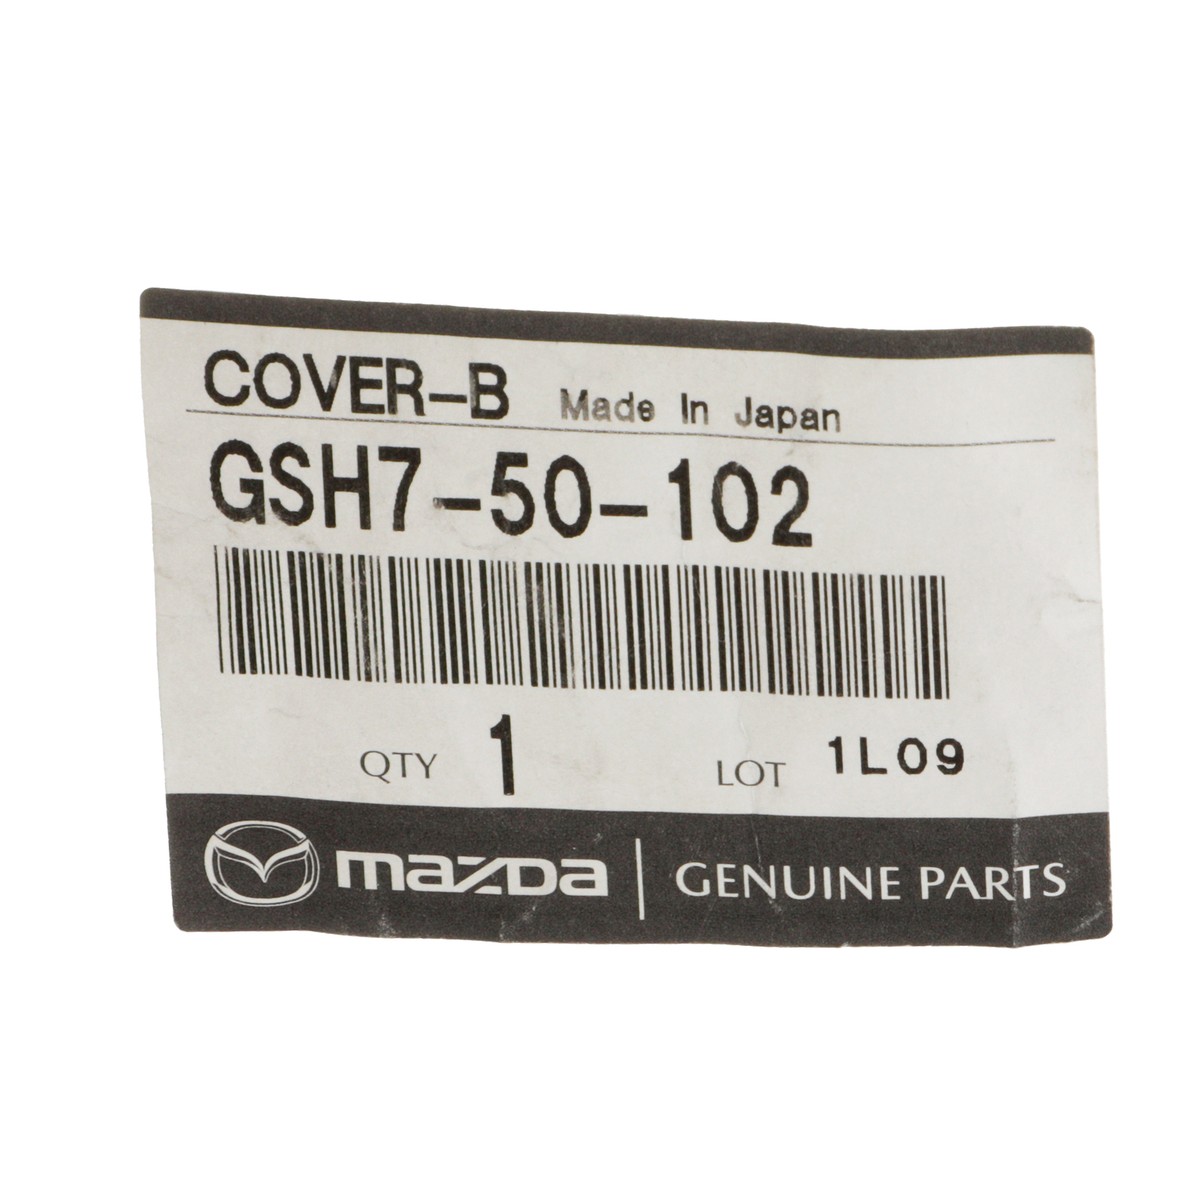 COVER-B Made In Japan
GSH7-50-102
QTY 1 LOT 1L09
mazda GENUINE PARTS